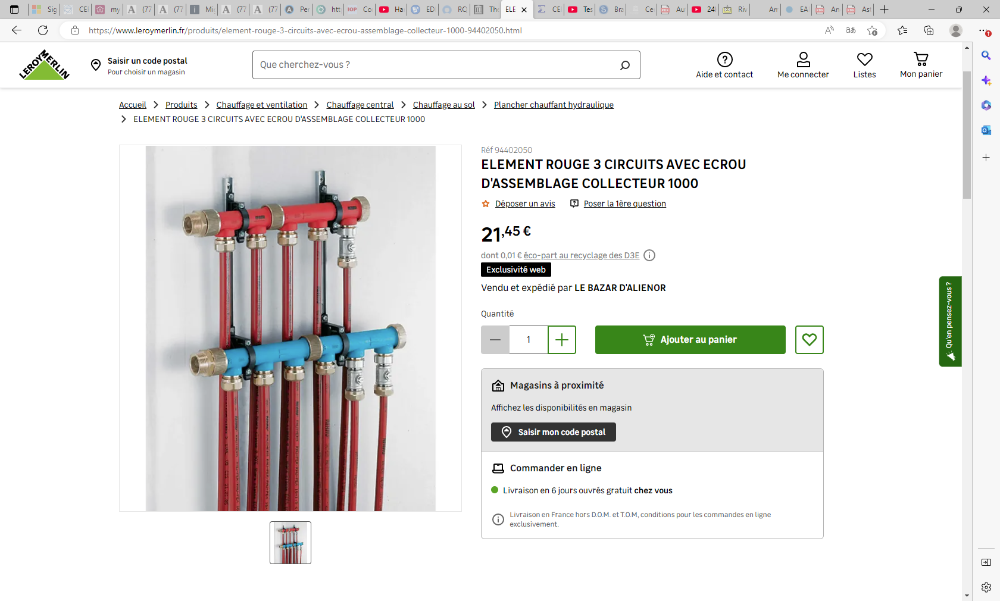 Sig
CE
my
(77
(77
Mi
(77
(77
Pe
htt
IOP
Co
Ha
ED
RO
The
ELE
CE
Tes
Bra
Ce
Au
24
Riv
Am
EA
An
Ast
https://www.leroymerlin.fr/produits/element-rouge-3-circuits-avec-ecrou-assemblage-collecteur-1000-94402050.html
LEROY MERLIN
Saisir un code postal
Pour choisir un magasin
Que cherchez-vous ?
Aide et contact
Me connecter
Listes
Mon panier
Accueil > Produits > Chauffage et ventilation > Chauffage central > Chauffage au sol > Plancher chauffant hydraulique
> ELEMENT ROUGE 3 CIRCUITS AVEC ECROU D'ASSEMBLAGE COLLECTEUR 1000
Réf 94402050
ELEMENT ROUGE 3 CIRCUITS AVEC ECROU
D'ASSEMBLAGE COLLECTEUR 1000
Déposer un avis
Poser la 1ère question
21,45 €
dont 0,01 € éco-part au recyclage des D3E
Exclusivité web
Vendu et expédié par LE BAZAR D'ALIENOR
Quantité
1
Ajouter au panier
Qu'en pensez-vous ?
Magasins à proximité
Affichez les disponibilités en magasin
Saisir mon code postal
Commander en ligne
Livraison en 6 jours ouvrés gratuit chez vous
Livraison en France hors D.O.M. et T.O.M, conditions pour les commandes en ligne
exclusivement.